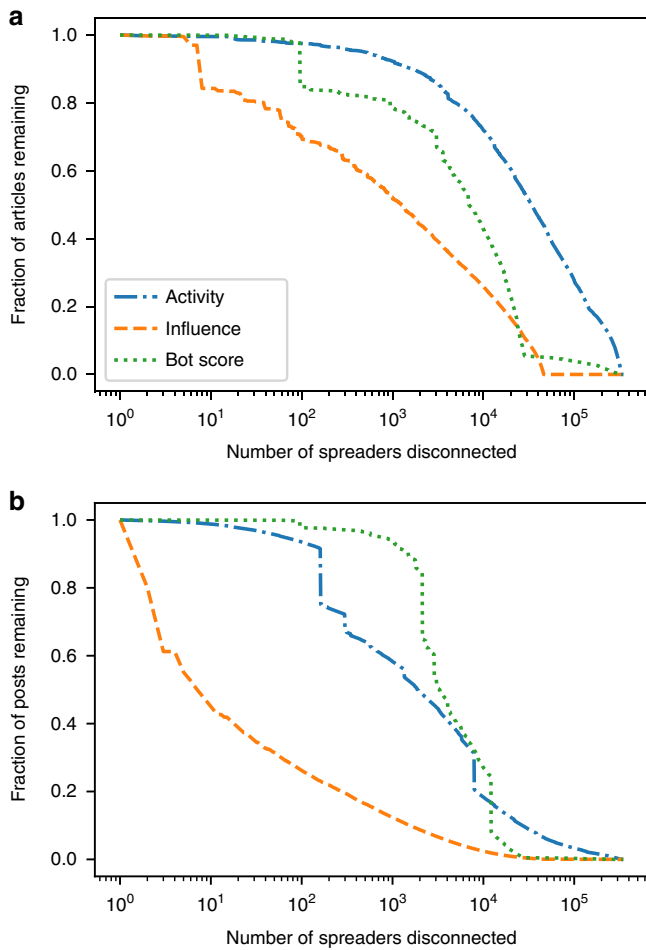 a
Fraction of articles remaining
1.0
0.8
0.6
0.4
0.2
0.0
Activity
Influence
Bot score
10⁰ 10¹ 10² 10³ 10⁴ 10⁵
Number of spreaders disconnected
b
Fraction of posts remaining
1.0
0.8
0.6
0.4
0.2
0.0
10⁰ 10¹ 10² 10³ 10⁴ 10⁵
Number of spreaders disconnected